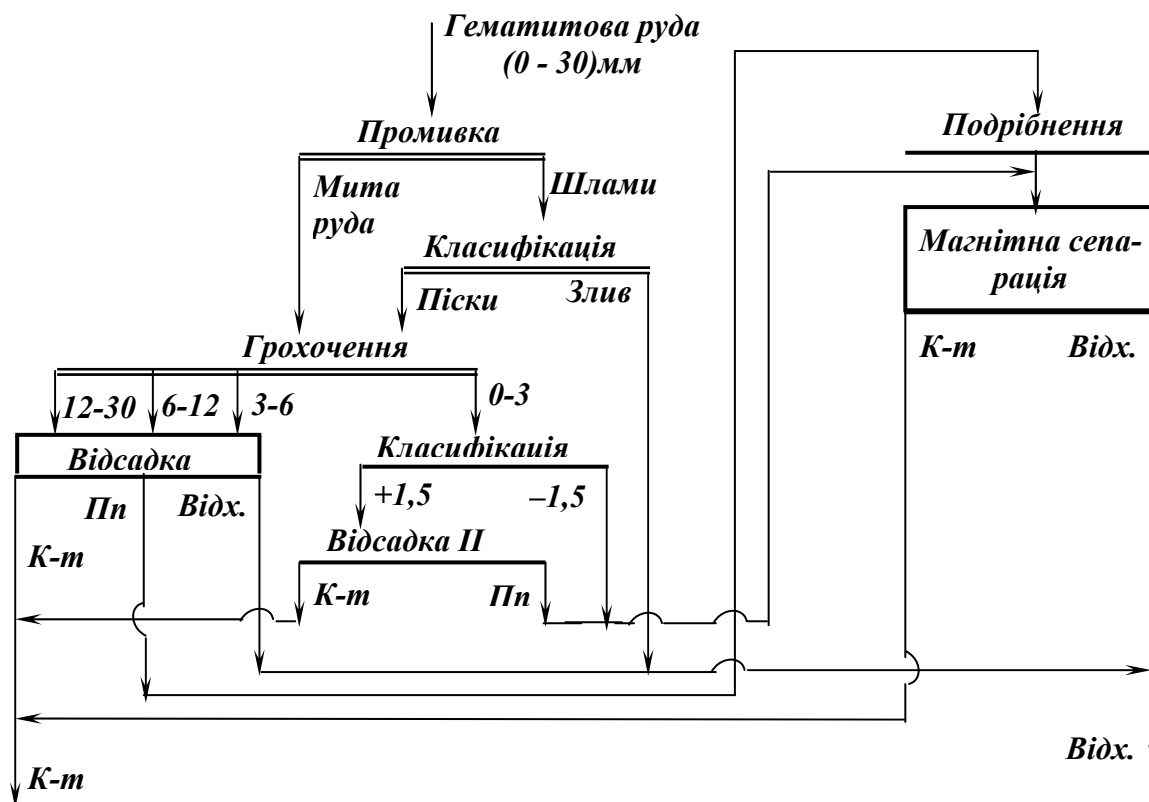 Гематитова руда
(0 - 30)мм
Промивка
Подрібнення
Мита
руда
Шлами
Класифікація
Магнітна сепа-
рація
Піски
Злив
Грохочення
К-т
Відх.
12-30
6-12
3-6
0-3
Класифікація
Відсадка
+1,5
–1,5
Пп
Відх.
Відсадка II
К-т
К-т
Пп
Відх.
К-т